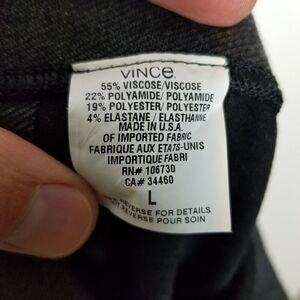 VINCE.
55% VISCOSE/VISCOSE
22% POLYAMIDE/POLYAMIDE
19% POLYESTER/POLYESTER
4% ELASTANE/ELASTHANNE
MADE IN U.S.A.
OF IMPORTED FABRIC
FABRIQUE AUX ETATS-UNIS
IMPORTIQUE FABRI
RN# 106730
CA# 34460
L
REVERSE FOR DETAILS
REVERSE POUR SOIN